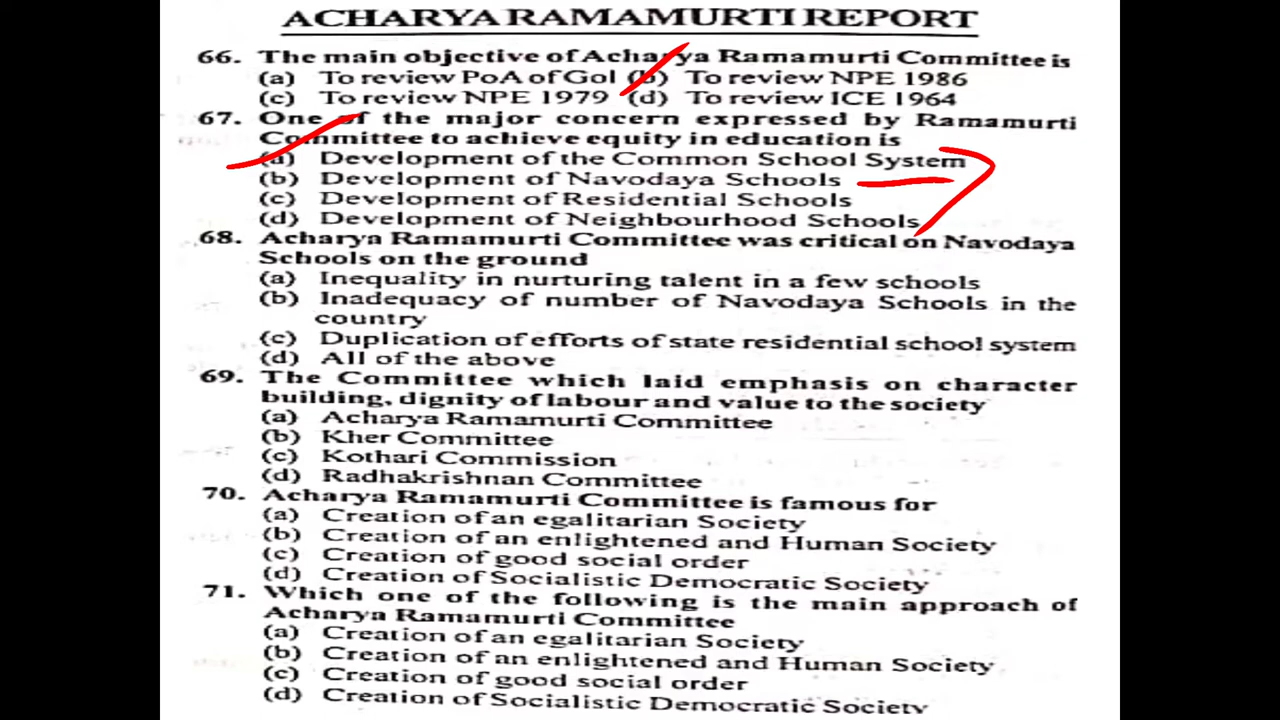 ACHARYA RAMAMURTI REPORT
66. The main objective of Acharya Ramamurti Committee is
(a) To review PoA of GoI (b) To review NPE 1986
(c) To review NPE 1979 (d) To review ICE 1964
67. One of the major concern expressed by Ramamurti
Committee to achieve equity in education is
(a) Development of the Common School System
(b) Development of Navodaya Schools
(c) Development of Residential Schools
(d) Development of Neighbourhood Schools
68. Acharya Ramamurti Committee was critical on Navodaya
Schools on the ground
(a) Inequality in nurturing talent in a few schools
(b) Inadequacy of number of Navodaya Schools in the
country
(c) Duplication of efforts of state residential school system
(d) All of the above
69. The Committee which laid emphasis on character
building, dignity of labour and value to the society
(a) Acharya Ramamurti Committee
(b) Kher Committee
(c) Kothari Commission
(d) Radhakrishnan Committee
70. Acharya Ramamurti Committee is famous for
(a) Creation of an egalitarian Society
(b) Creation of an enlightened and Human Society
(c) Creation of good social order
(d) Creation of Socialistic Democratic Society
71. Which one of the following is the main approach of
Acharya Ramamurti Committee
(a) Creation of an egalitarian Society
(b) Creation of an enlightened and Human Society
(c) Creation of good social order
(d) Creation of Socialistic Democratic Society